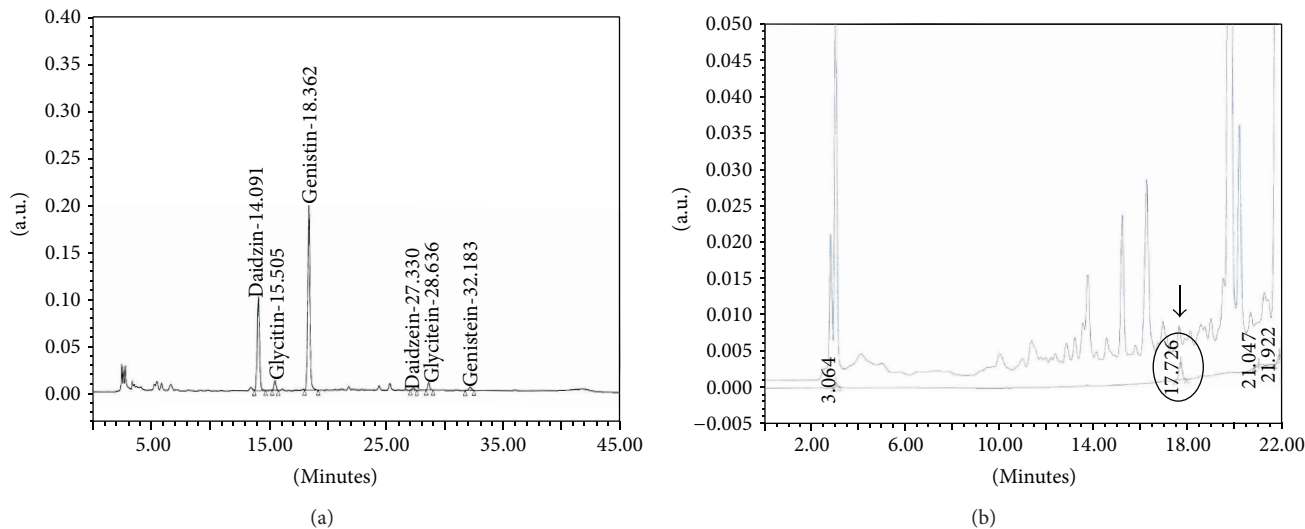 0.40
0.35
0.30
0.25
0.20
0.15
0.10
0.05
0.00
(a.u.)
Daidzin-14.091
Glycitin-15.505
Genistin-18.362
Daidzein-27.330
Glycitein-28.636
Genistein-32.183
5.00 15.00 25.00 35.00 45.00
(Minutes)
(a)
0.050
0.045
0.040
0.035
0.030
0.025
0.020
0.015
0.010
0.005
0.000
−0.005
(a.u.)
3.064
17.726
21.047
21.922
2.00 6.00 10.00 14.00 18.00 22.00
(Minutes)
(b)